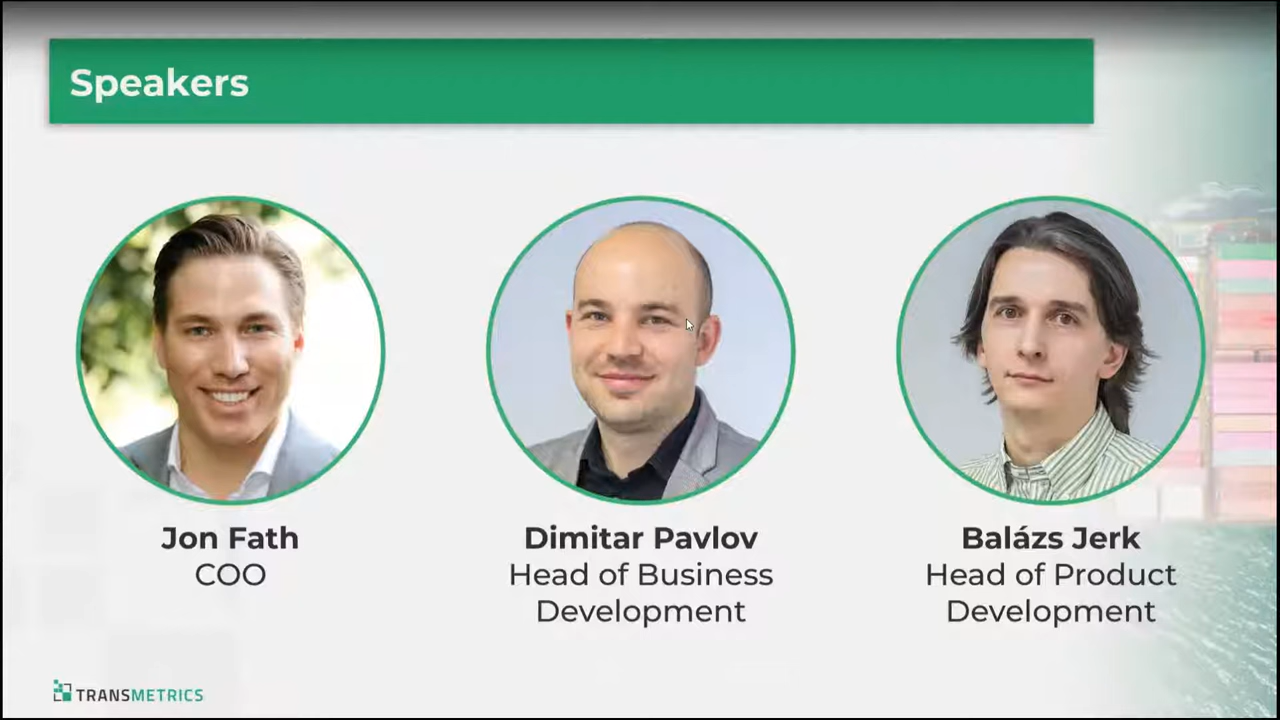 Speakers
Jon Fath
COO
Dimitar Pavlov
Head of Business
Development
Balázs Jerk
Head of Product
Development
TRANSMETRICS